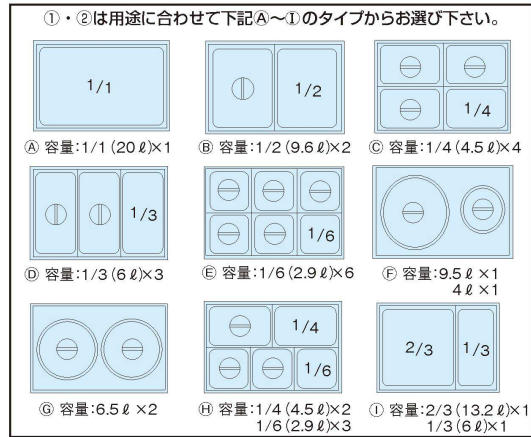 ①・②は用途に合わせて下記Ⓐ~Ⓘのタイプからお選び下さい。
1/1
1/2
1/4
Ⓐ 容量:1/1(20ℓ)×1
Ⓑ 容量:1/2(9.6ℓ)×2
Ⓒ 容量:1/4(4.5ℓ)×4
1/3
1/6
Ⓓ 容量:1/3(6ℓ)×3
Ⓔ 容量:1/6(2.9ℓ)×6
Ⓕ 容量:9.5ℓ×1
4ℓ×1
1/4
1/6
2/3
1/3
Ⓖ 容量:6.5ℓ×2
Ⓗ 容量:1/4(4.5ℓ)×2
1/6(2.9ℓ)×3
Ⓘ 容量:2/3(13.2ℓ)×1
1/3(6ℓ)×1